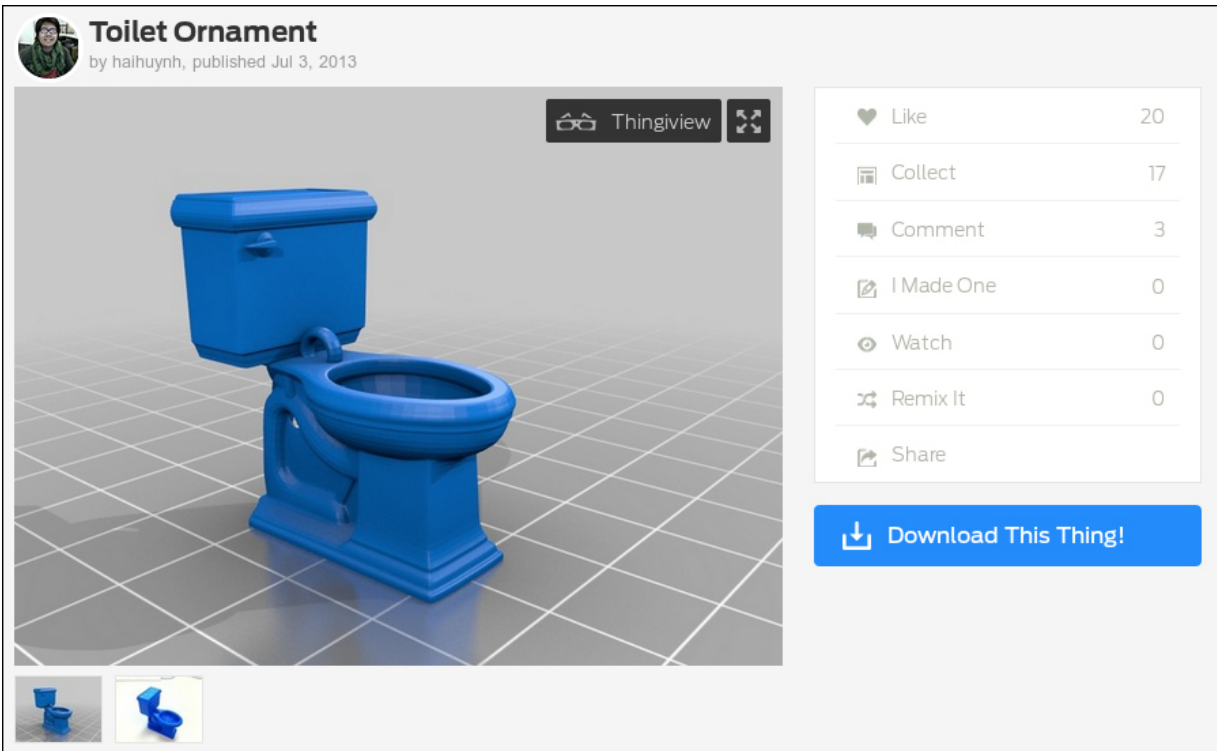 Toilet Ornament
by haihuynh, published Jul 3, 2013
Thingiview
Like 20
Collect 17
Comment 3
I Made One 0
Watch 0
Remix It 0
Share
Download This Thing!